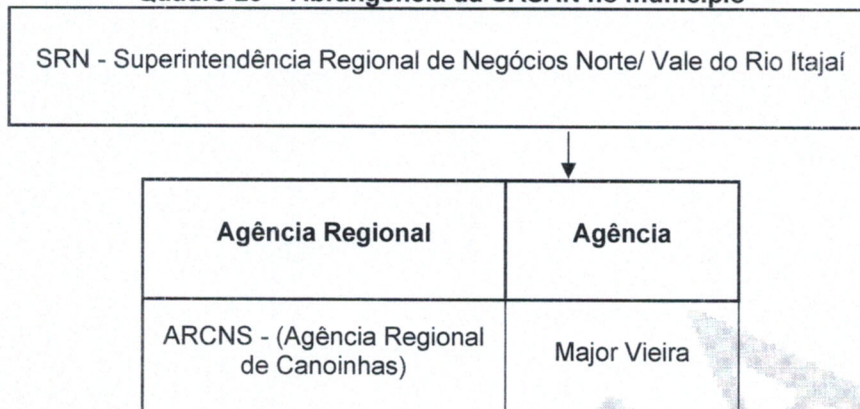 SRN - Superintendência Regional de Negócios Norte/ Vale do Rio Itajaí
Agência Regional
Agência
ARCNS - (Agência Regional
de Canoinhas)
Major Vieira